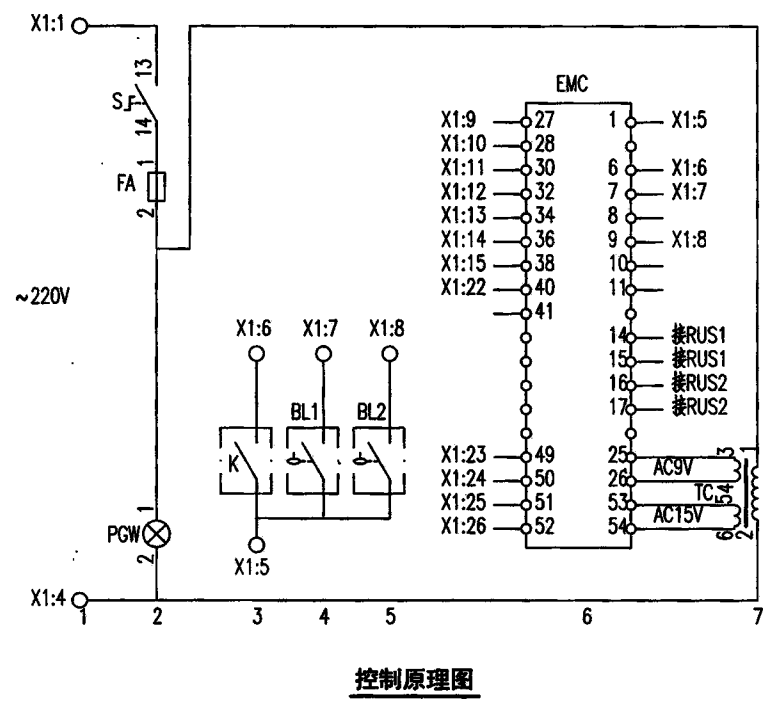 X1:1
13
S
14
1
FA
2
~220V
EMC
X1:9 27 1 X1:5
X1:10 28
X1:11 30 6 X1:6
X1:12 32 7 X1:7
X1:13 34 8
X1:14 36 9 X1:8
X1:15 38 10
X1:22 40 11
41
14 接RUS1
15 接RUS1
16 接RUS2
17 接RUS2
X1:23 49 25 AC9V 3 1
X1:24 50 26 TC 4
X1:25 51 53 AC15V 5
X1:26 52 54 6 2
X1:6 X1:7 X1:8
BL1 BL2
K
X1:5
1
PGW
2
X1:4
1 2 3 4 5 6 7
控制原理图